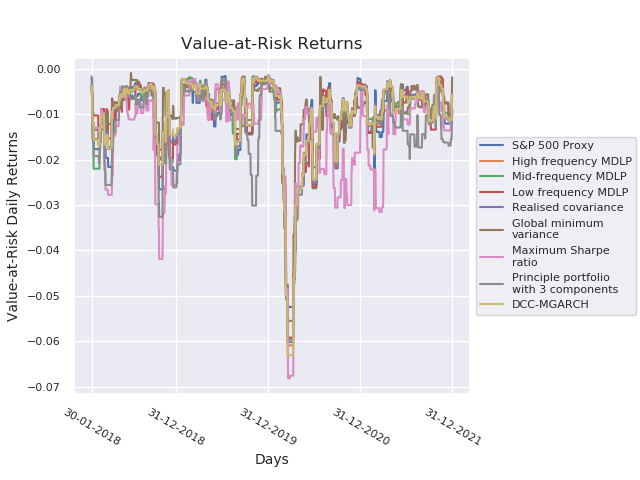 Value-at-Risk Returns
Value-at-Risk Daily Returns
0.00
−0.01
−0.02
−0.03
−0.04
−0.05
−0.06
−0.07
30-01-2018
31-12-2018
31-12-2019
31-12-2020
31-12-2021
Days
S&P 500 Proxy
High frequency MDLP
Mid-frequency MDLP
Low frequency MDLP
Realised covariance
Global minimum
variance
Maximum Sharpe
ratio
Principle portfolio
with 3 components
DCC-MGARCH